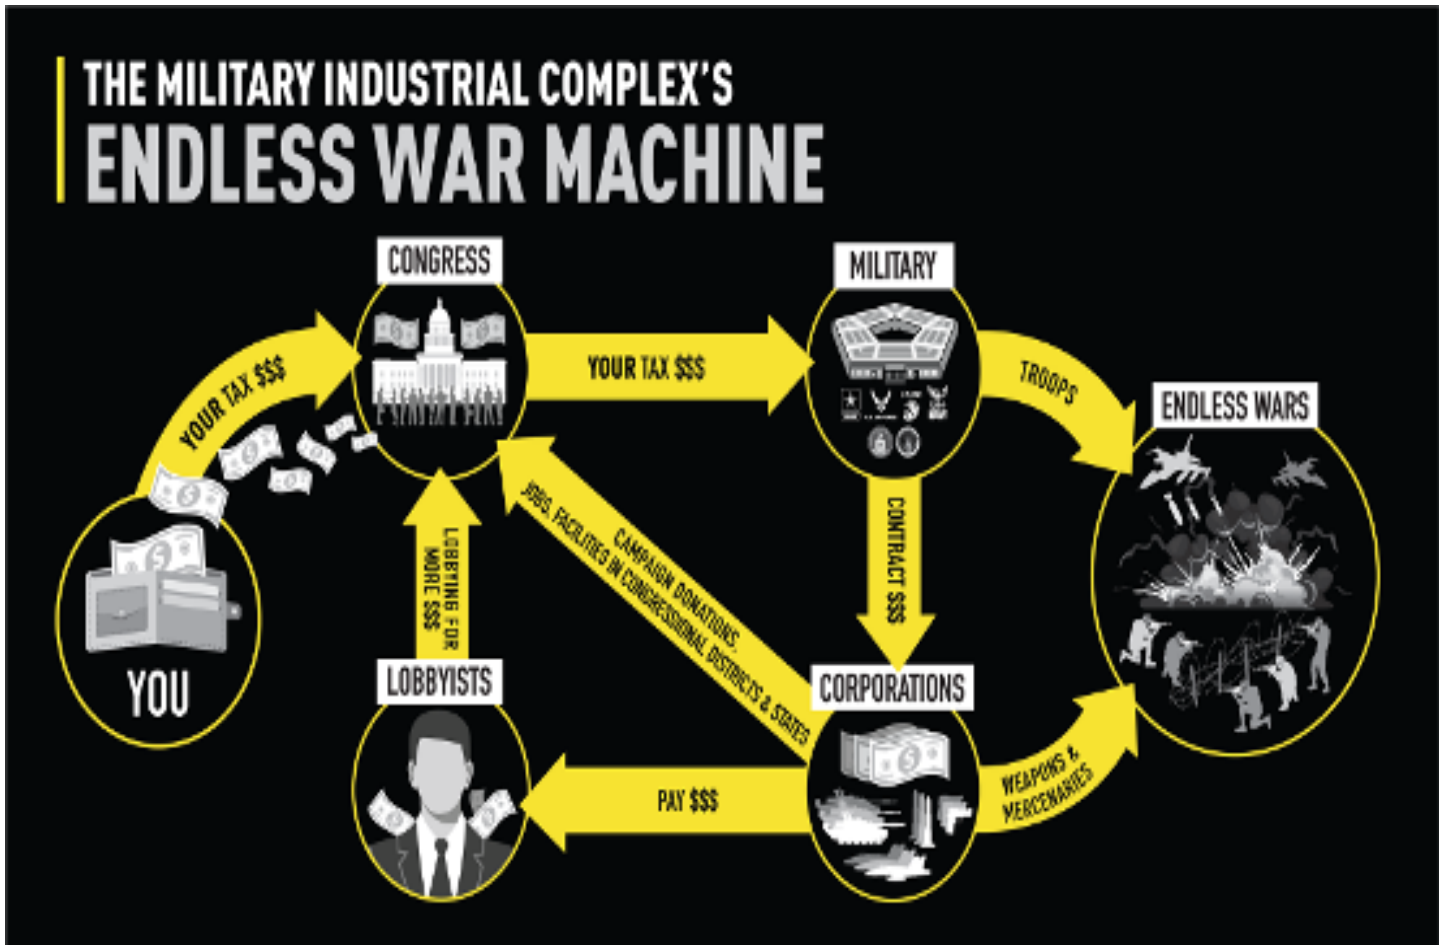 THE MILITARY INDUSTRIAL COMPLEX'S
ENDLESS WAR MACHINE
CONGRESS
MILITARY
YOUR TAX $$$
YOUR TAX $$$
TROOPS
ENDLESS WARS
CONTRACT $$$
LOBBYING FOR
MORE $$$
CAMPAIGN DONATIONS,
JOBS, FACILITIES IN CONGRESSIONAL DISTRICTS & STATES
YOU
LOBBYISTS
CORPORATIONS
PAY $$$
WEAPONS &
MERCENARIES